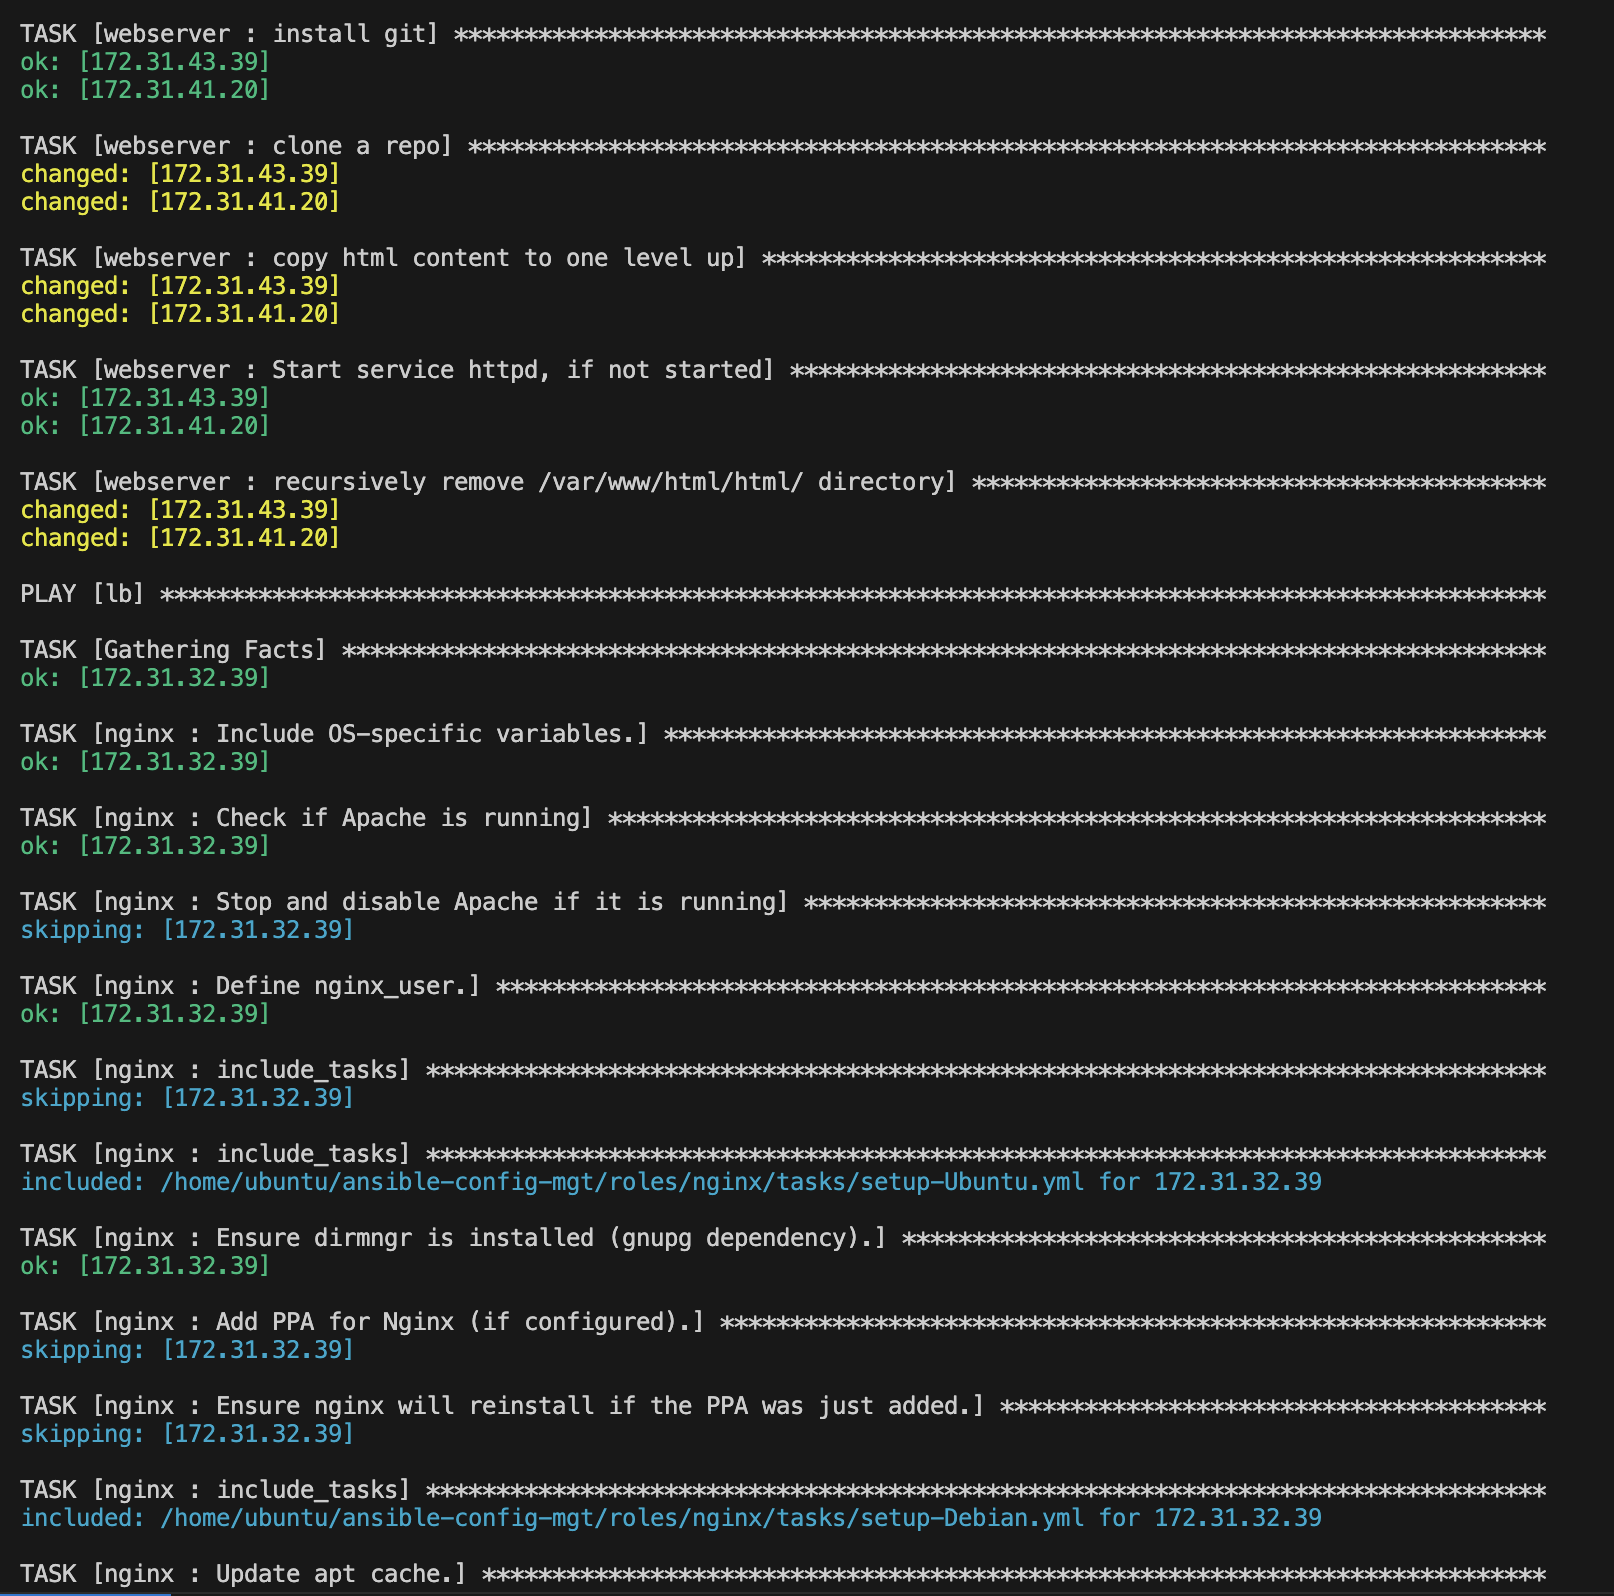 TASK [webserver : install git] ******************************************************************************
ok: [172.31.43.39]
ok: [172.31.41.20]
TASK [webserver : clone a repo] *****************************************************************************
changed: [172.31.43.39]
changed: [172.31.41.20]
TASK [webserver : copy html content to one level up] ********************************************************
changed: [172.31.43.39]
changed: [172.31.41.20]
TASK [webserver : Start service httpd, if not started] ******************************************************
ok: [172.31.43.39]
ok: [172.31.41.20]
TASK [webserver : recursively remove /var/www/html/html/ directory] *****************************************
changed: [172.31.43.39]
changed: [172.31.41.20]
PLAY [lb] ***************************************************************************************************
TASK [Gathering Facts] **************************************************************************************
ok: [172.31.32.39]
TASK [nginx : Include OS-specific variables.] ***************************************************************
ok: [172.31.32.39]
TASK [nginx : Check if Apache is running] *******************************************************************
ok: [172.31.32.39]
TASK [nginx : Stop and disable Apache if it is running] *****************************************************
skipping: [172.31.32.39]
TASK [nginx : Define nginx_user.] ***************************************************************************
ok: [172.31.32.39]
TASK [nginx : include_tasks] ********************************************************************************
skipping: [172.31.32.39]
TASK [nginx : include_tasks] ********************************************************************************
included: /home/ubuntu/ansible-config-mgt/roles/nginx/tasks/setup-Ubuntu.yml for 172.31.32.39
TASK [nginx : Ensure dirmngr is installed (gnupg dependency).] **********************************************
ok: [172.31.32.39]
TASK [nginx : Add PPA for Nginx (if configured).] ***********************************************************
skipping: [172.31.32.39]
TASK [nginx : Ensure nginx will reinstall if the PPA was just added.] ***************************************
skipping: [172.31.32.39]
TASK [nginx : include_tasks] ********************************************************************************
included: /home/ubuntu/ansible-config-mgt/roles/nginx/tasks/setup-Debian.yml for 172.31.32.39
TASK [nginx : Update apt cache.] ****************************************************************************